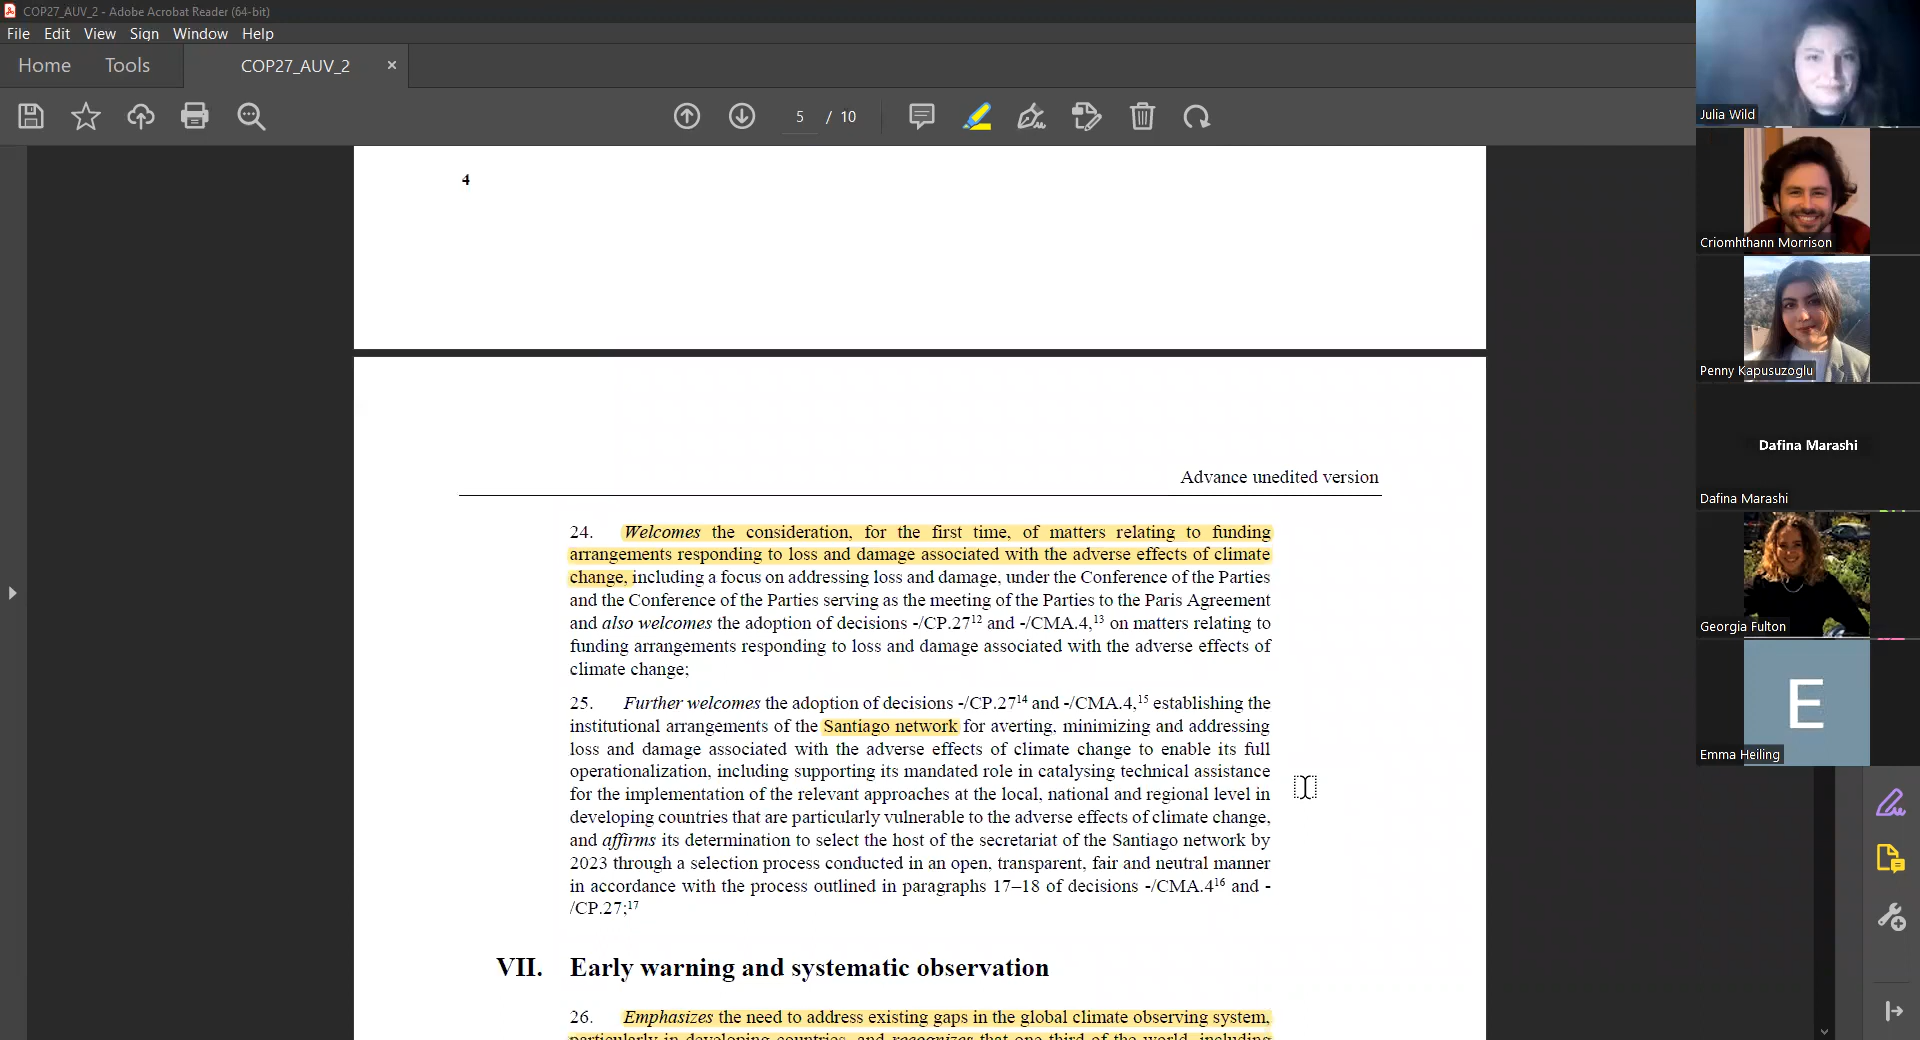 COP27_AUV_2 - Adobe Acrobat Reader (64-bit)
File Edit View Sign Window Help
Home Tools COP27_AUV_2 ×
5 / 10
4
Advance unedited version
24. Welcomes the consideration, for the first time, of matters relating to funding
arrangements responding to loss and damage associated with the adverse effects of climate
change, including a focus on addressing loss and damage, under the Conference of the Parties
and the Conference of the Parties serving as the meeting of the Parties to the Paris Agreement
and also welcomes the adoption of decisions -/CP.27¹² and -/CMA.4,¹³ on matters relating to
funding arrangements responding to loss and damage associated with the adverse effects of
climate change;
25. Further welcomes the adoption of decisions -/CP.27¹⁴ and -/CMA.4,¹⁵ establishing the
institutional arrangements of the Santiago network for averting, minimizing and addressing
loss and damage associated with the adverse effects of climate change to enable its full
operationalization, including supporting its mandated role in catalysing technical assistance
for the implementation of the relevant approaches at the local, national and regional level in
developing countries that are particularly vulnerable to the adverse effects of climate change,
and affirms its determination to select the host of the secretariat of the Santiago network by
2023 through a selection process conducted in an open, transparent, fair and neutral manner
in accordance with the process outlined in paragraphs 17–18 of decisions -/CMA.4¹⁶ and -
/CP.27;¹⁷
VII. Early warning and systematic observation
26. Emphasizes the need to address existing gaps in the global climate observing system,
particularly in developing countries, and recognizes that one third of the world, including
Julia Wild
Criomhthann Morrison
Penny Kapusuzoglu
Dafina Marashi
Dafina Marashi
Georgia Fulton
E
Emma Heiling